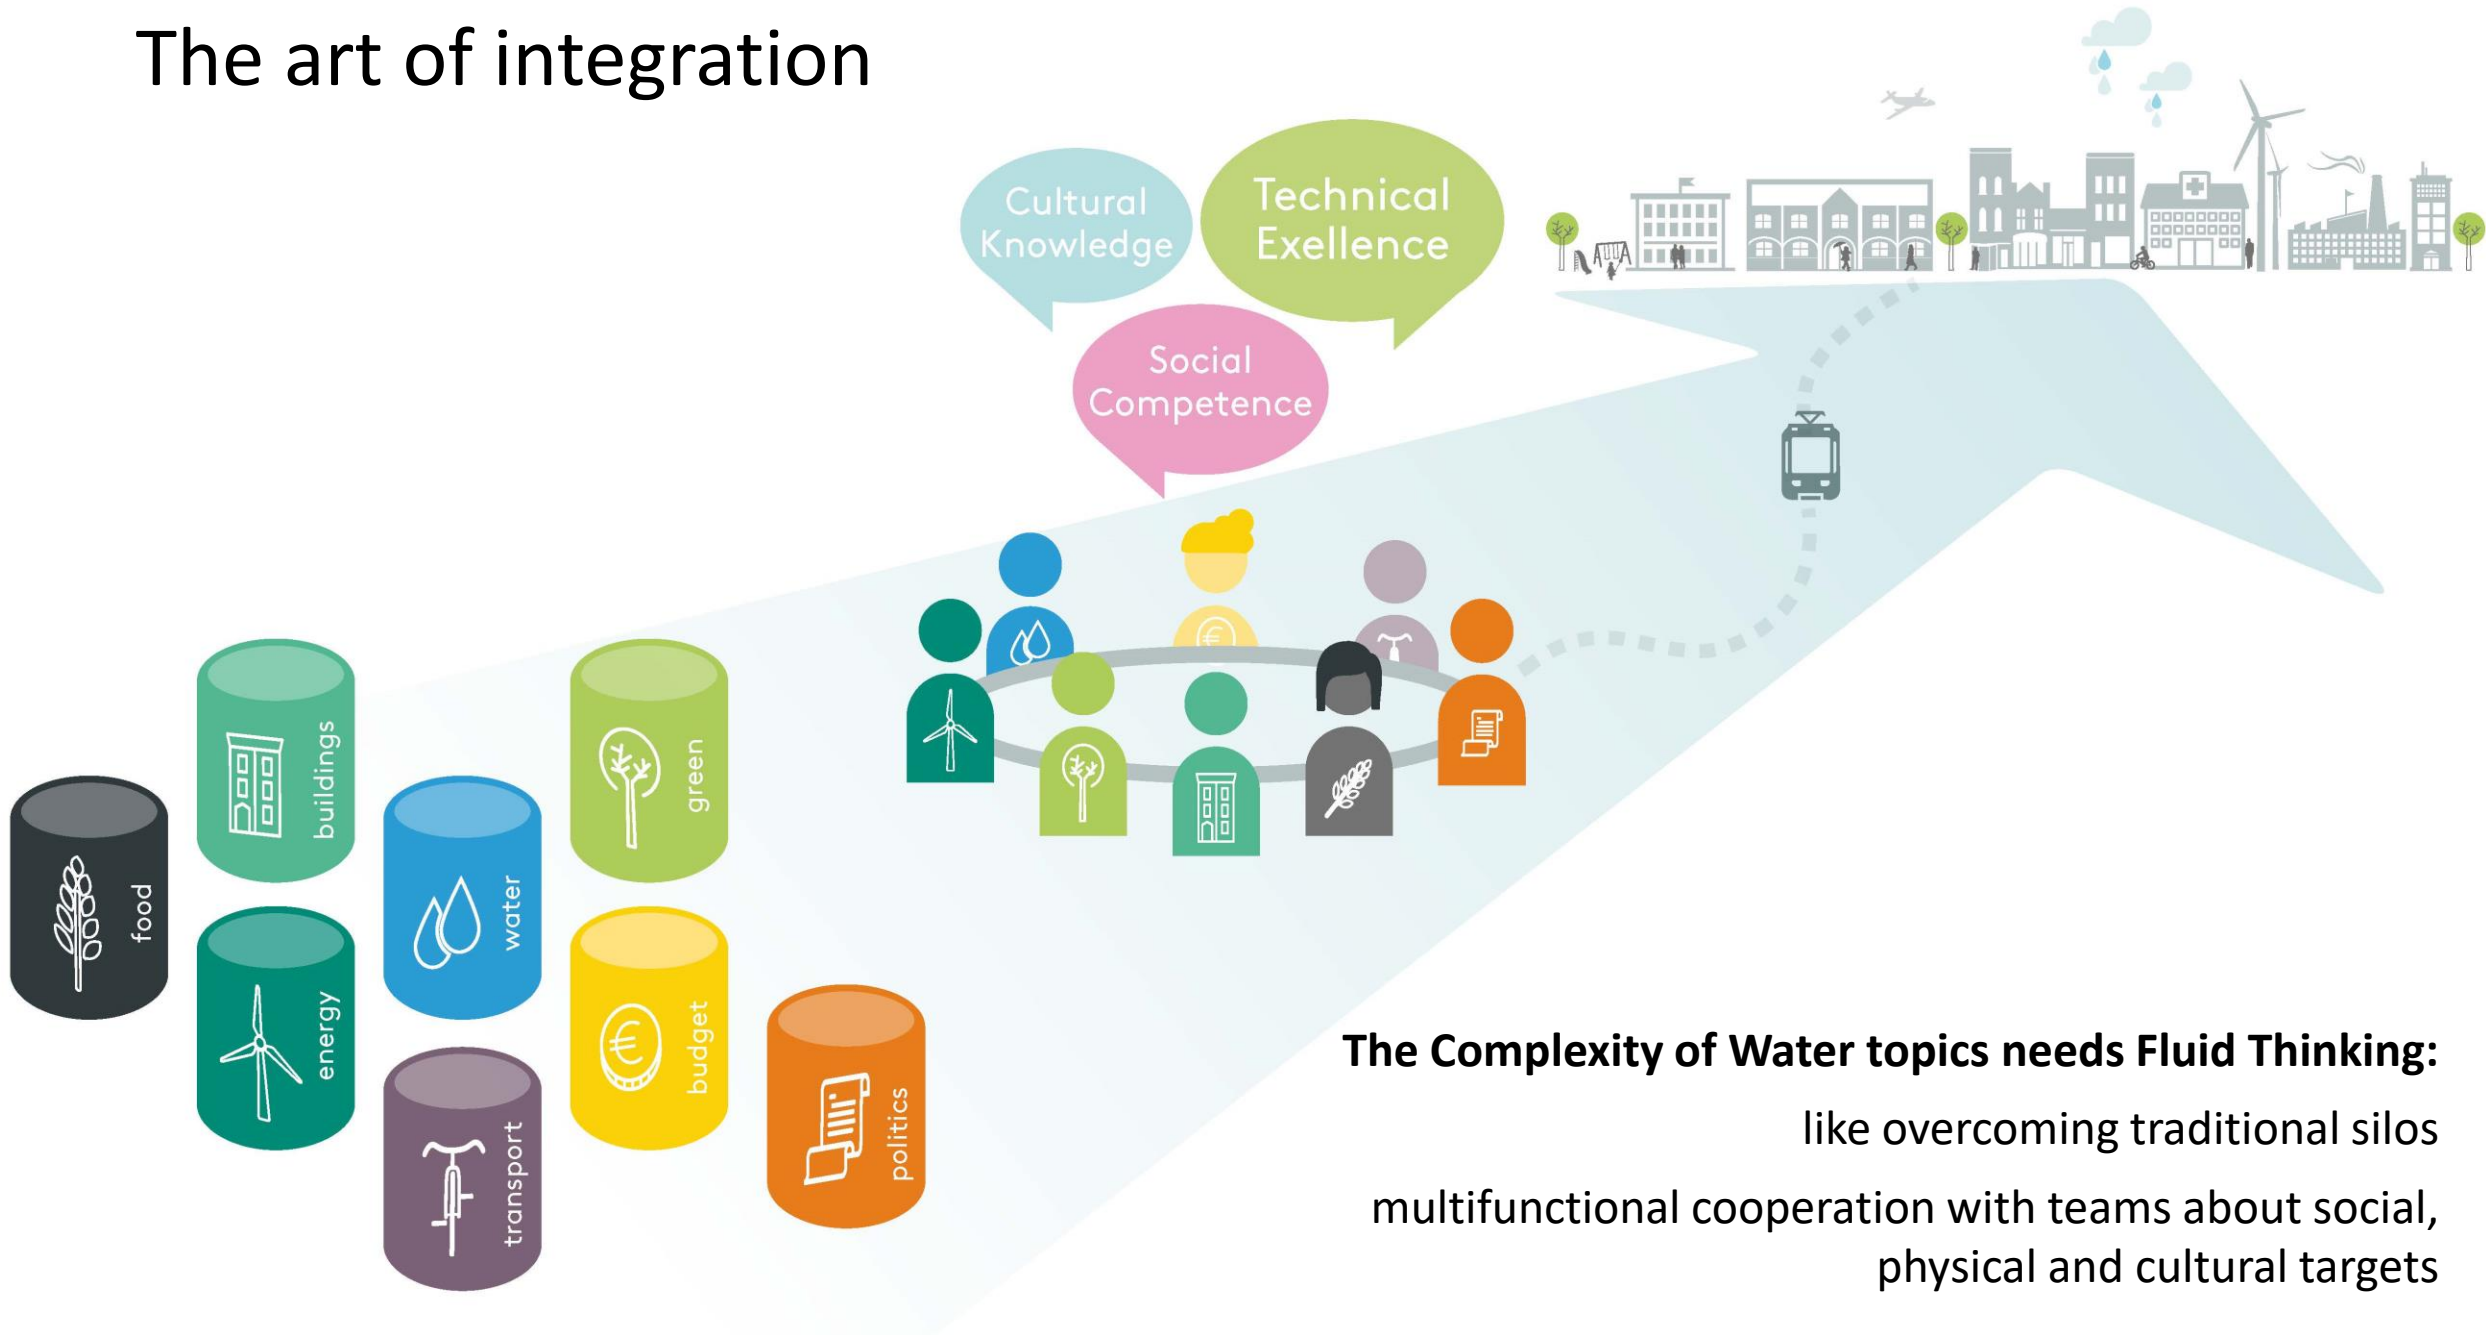 The art of integration
Cultural
Knowledge
Technical
Exellence
Social
Competence
food
buildings
energy
water
transport
green
budget
politics
The Complexity of Water topics needs Fluid Thinking:
like overcoming traditional silos
multifunctional cooperation with teams about social,
physical and cultural targets